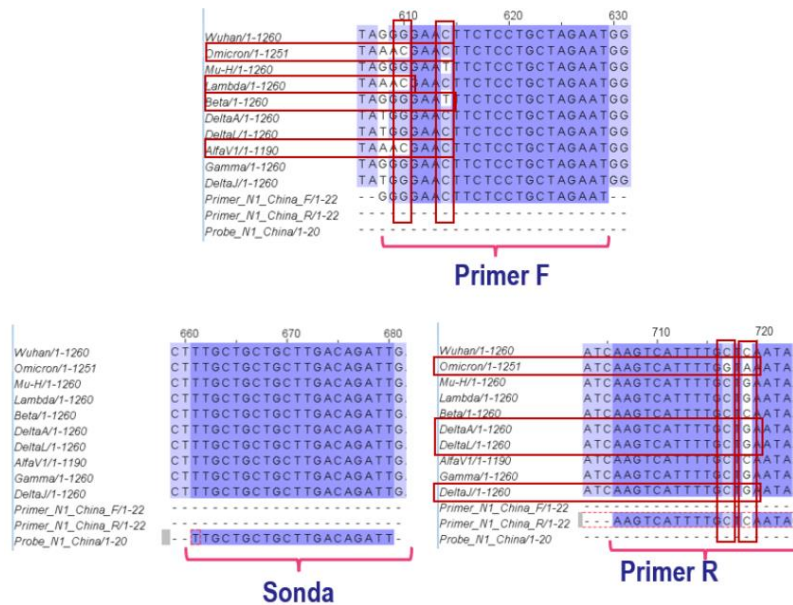 610 620 630
Wuhan/1-1260 TAGGGGAACTTCTCCTGCTAGAATGG
Omicron/1-1251 TAAACGAACTTCTCCTGCTAGAATGG
Mu-H/1-1260 TAGGGGAATTTCTCCTGCTAGAATGG
Lambda/1-1260 TAAACGAACTTCTCCTGCTAGAATGG
Beta/1-1260 TAGGGGAATTTCTCCTGCTAGAATGG
DeltaA/1-1260 TATGGGAACTTCTCCTGCTAGAATGG
DeltaL/1-1260 TATGGGAACTTCTCCTGCTAGAATGG
AlfaV1/1-1190 TAAACGAACTTCTCCTGCTAGAATGG
Gamma/1-1260 TAGGGGAACTTCTCCTGCTAGAATGG
DeltaJ/1-1260 TATGGGAACTTCTCCTGCTAGAATGG
Primer_N1_China_F/1-22 --GGGGAACTTCTCCTGCTAGAAT--
Primer_N1_China_R/1-22 --------------------------
Probe_N1_China/1-20 --------------------------
Primer F
660 670 680
Wuhan/1-1260 CTTTGCTGCTGCTTGACAGATTG.
Omicron/1-1251 CTTTGCTGCTGCTTGACAGATTG.
Mu-H/1-1260 CTTTGCTGCTGCTTGACAGATTG.
Lambda/1-1260 CTTTGCTGCTGCTTGACAGATTG.
Beta/1-1260 CTTTGCTGCTGCTTGACAGATTG.
DeltaA/1-1260 CTTTGCTGCTGCTTGACAGATTG.
DeltaL/1-1260 CTTTGCTGCTGCTTGACAGATTG.
AlfaV1/1-1190 CTTTGCTGCTGCTTGACAGATTG.
Gamma/1-1260 CTTTGCTGCTGCTTGACAGATTG.
DeltaJ/1-1260 CTTTGCTGCTGCTTGACAGATTG.
Primer_N1_China_F/1-22 -----------------------
Primer_N1_China_R/1-22 -----------------------
Probe_N1_China/1-20 --TTGCTGCTGCTTGACAGATT-
Sonda
710 720
Wuhan/1-1260 ATCAAGTCATTTTGCTCAATA
Omicron/1-1251 ATCAAGTCATTTTGGTAAATA
Mu-H/1-1260 ATCAAGTCATTTTGCTGAATA
Lambda/1-1260 ATCAAGTCATTTTGCTGAATA
Beta/1-1260 ATCAAGTCATTTTGCTCAATA
DeltaA/1-1260 ATCAAGTCATTTTGCTGAATA
DeltaL/1-1260 ATCAAGTCATTTTGCTGAATA
AlfaV1/1-1190 ATCAAGTCATTTTGCTCAATA
Gamma/1-1260 ATCAAGTCATTTTGCTGAATA
DeltaJ/1-1260 ATCAAGTCATTTTGCTGAATA
Primer_N1_China_F/1-22 ---------------------
Primer_N1_China_R/1-22 ---AAGTCATTTTGCTCAATA
Probe_N1_China/1-20 ---------------------
Primer R